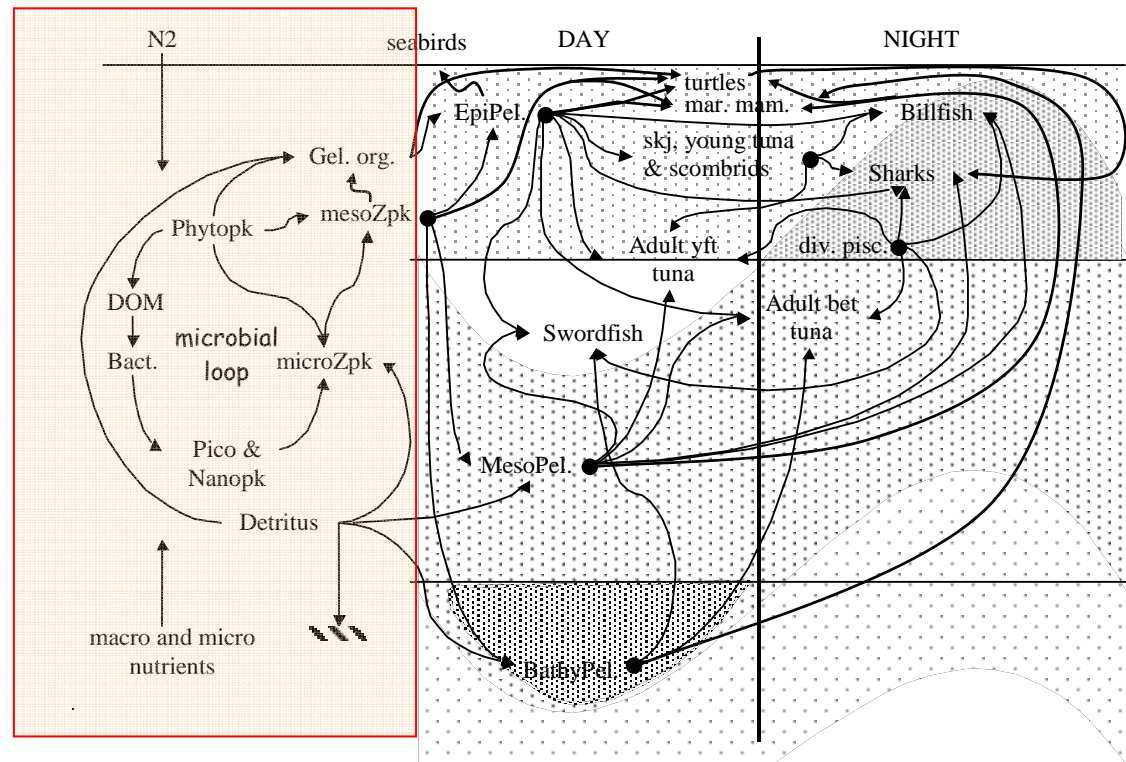 N2
seabirds
DAY
NIGHT
turtles
mar. mam.
EpiPel.
Billfish
skj, young tuna
& scombrids
Gel. org.
Sharks
mesoZpk
Phytopk
Adult yft
tuna
div. pisc.
DOM
Adult bet
tuna
microbial
loop
Swordfish
Bact.
microZpk
Pico &
Nanopk
MesoPel.
Detritus
macro and micro
nutrients
BathyPel.